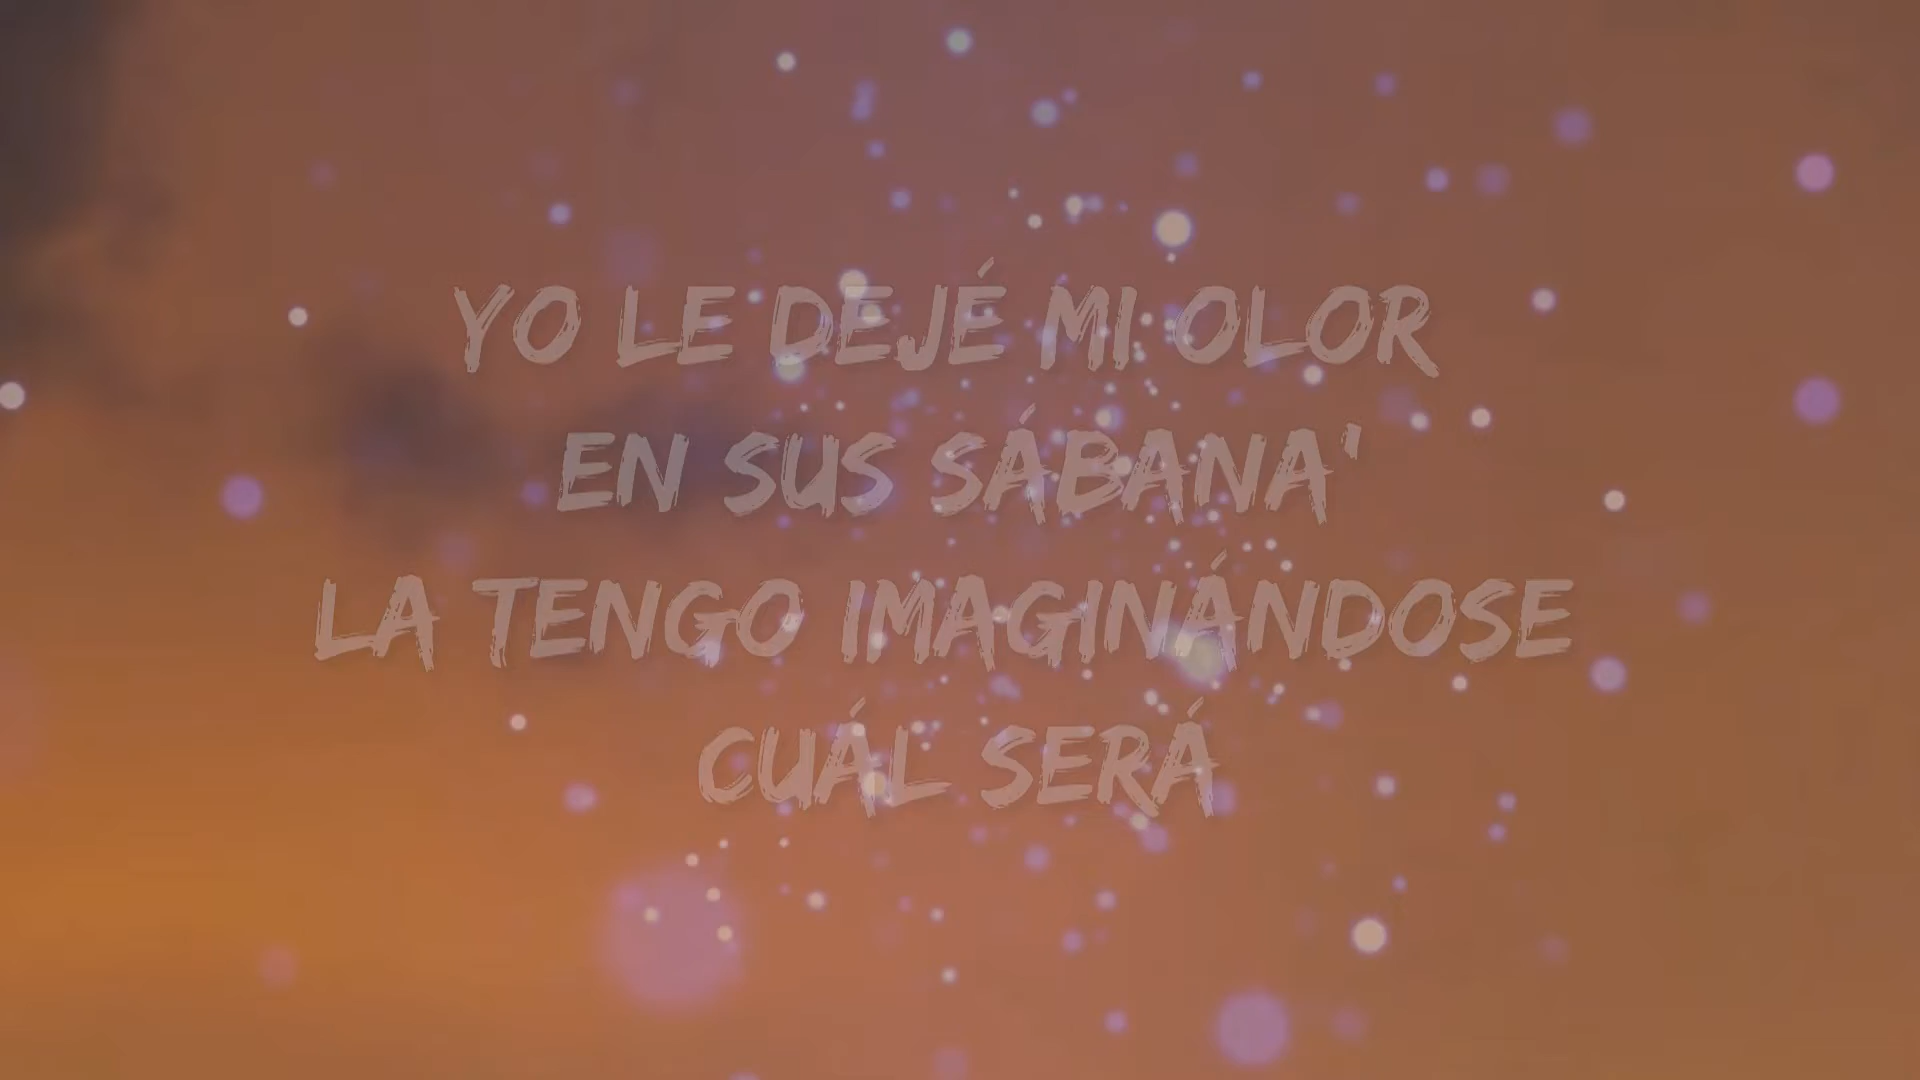 YO LE DEJÉ MI OLOR
EN SUS SÁBANA'
LA TENGO IMAGINÁNDOSE
CUÁL SERÁ